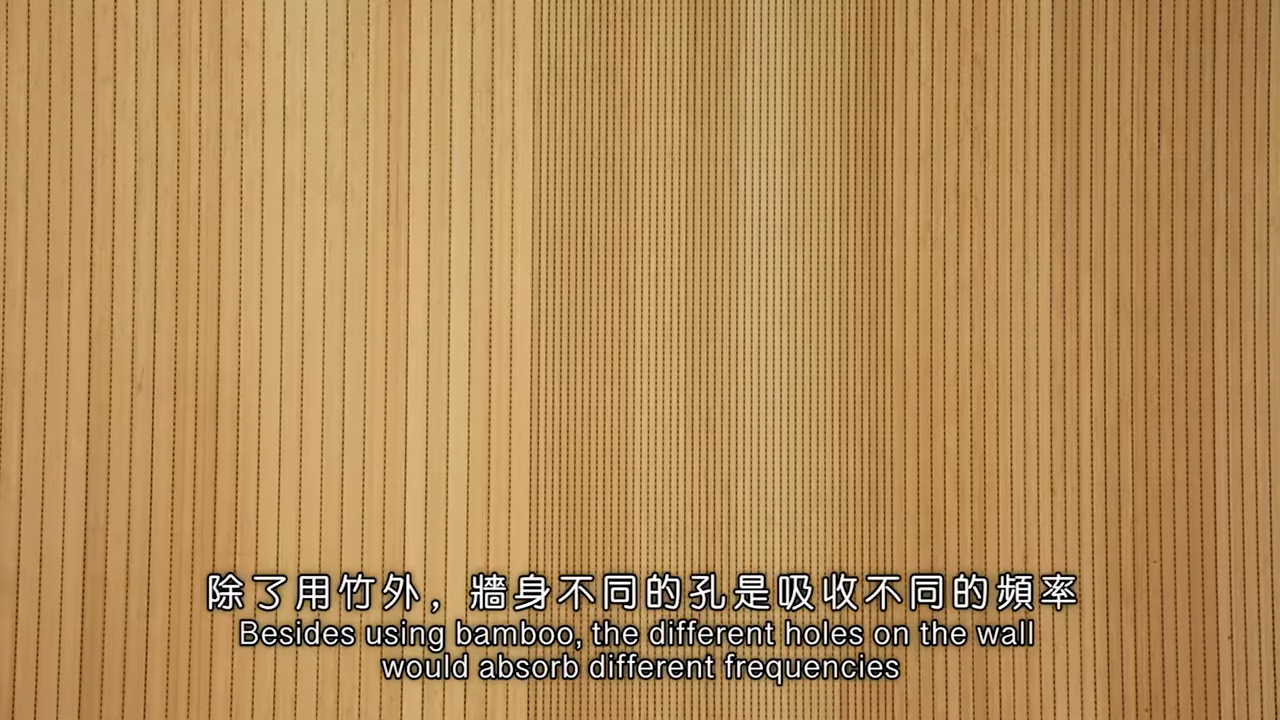 除了用竹外，牆身不同的孔是吸收不同的頻率
Besides using bamboo, the different holes on the wall
would absorb different frequencies